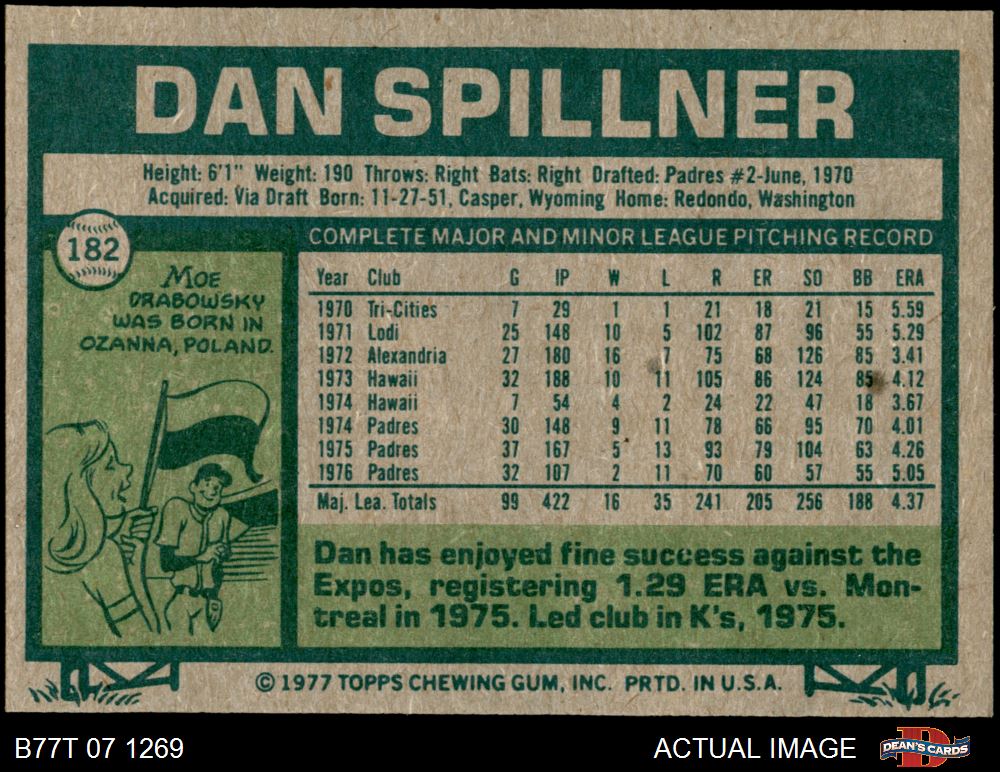 DAN SPILLNER
Height: 6'1" Weight: 190 Throws: Right Bats: Right Drafted: Padres #2-June, 1970
Acquired: Via Draft Born: 11-27-51, Casper, Wyoming Home: Redondo, Washington
182
MOE
DRABOWSKY
WAS BORN IN
OZANNA, POLAND.
COMPLETE MAJOR AND MINOR LEAGUE PITCHING RECORD
Year Club G IP W L R ER SO BB ERA
1970 Tri-Cities 7 29 1 1 21 18 21 15 5.59
1971 Lodi 25 148 10 5 102 87 96 55 5.29
1972 Alexandria 27 180 16 7 75 68 126 85 3.41
1973 Hawaii 32 188 10 11 105 86 124 85 4.12
1974 Hawaii 7 54 4 2 24 22 47 18 3.67
1974 Padres 30 148 9 11 78 66 95 70 4.01
1975 Padres 37 167 5 13 93 79 104 63 4.26
1976 Padres 32 107 2 11 70 60 57 55 5.05
Maj. Lea. Totals 99 422 16 35 241 205 256 188 4.37
Dan has enjoyed fine success against the
Expos, registering 1.29 ERA vs. Mon-
treal in 1975. Led club in K's, 1975.
© 1977 TOPPS CHEWING GUM, INC. PRTD. IN U.S.A.
B77T 07 1269
ACTUAL IMAGE
D
DEAN'S CARDS